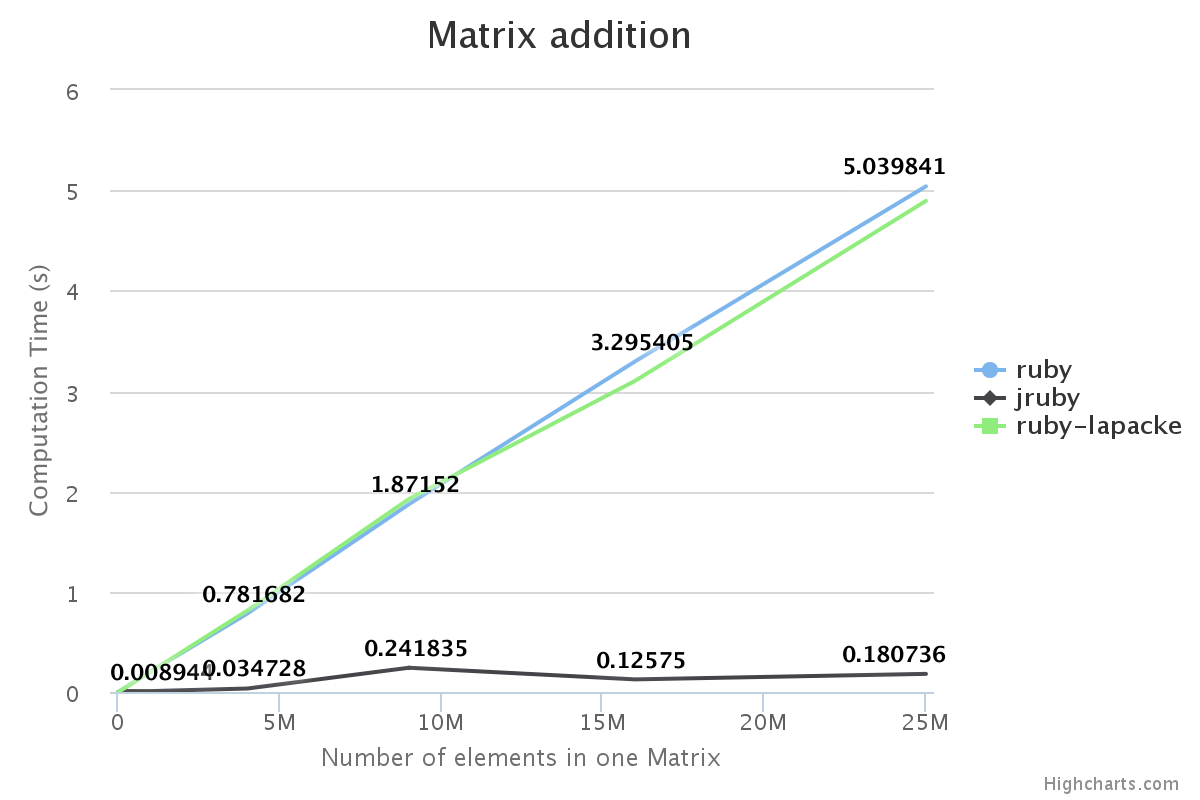 Matrix addition
6
5
4
3
2
1
0
Computation Time (s)
5.039841
3.295405
1.87152
0.781682
0.008944
0.034728
0.241835
0.12575
0.180736
0
5M
10M
15M
20M
25M
Number of elements in one Matrix
ruby
jruby
ruby-lapacke
Highcharts.com